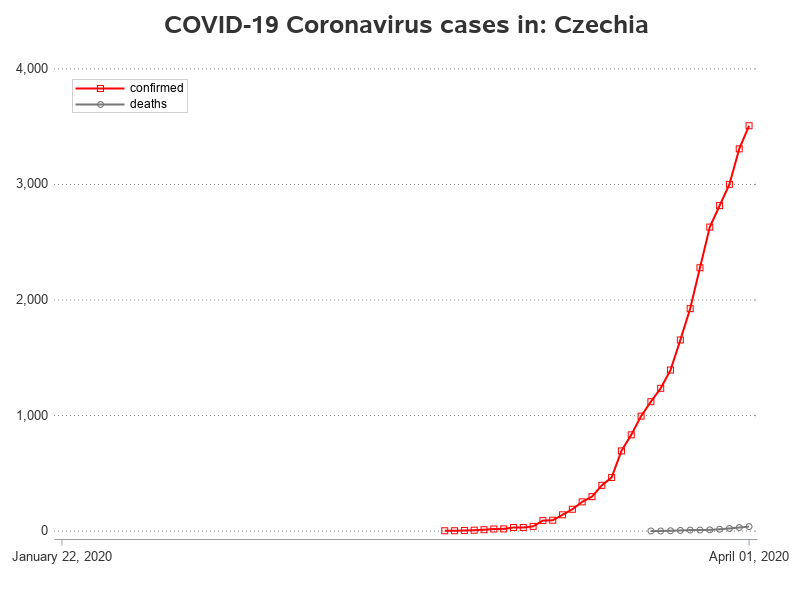 COVID-19 Coronavirus cases in: Czechia
4,000
confirmed
deaths
3,000
2,000
1,000
0
January 22, 2020
April 01, 2020